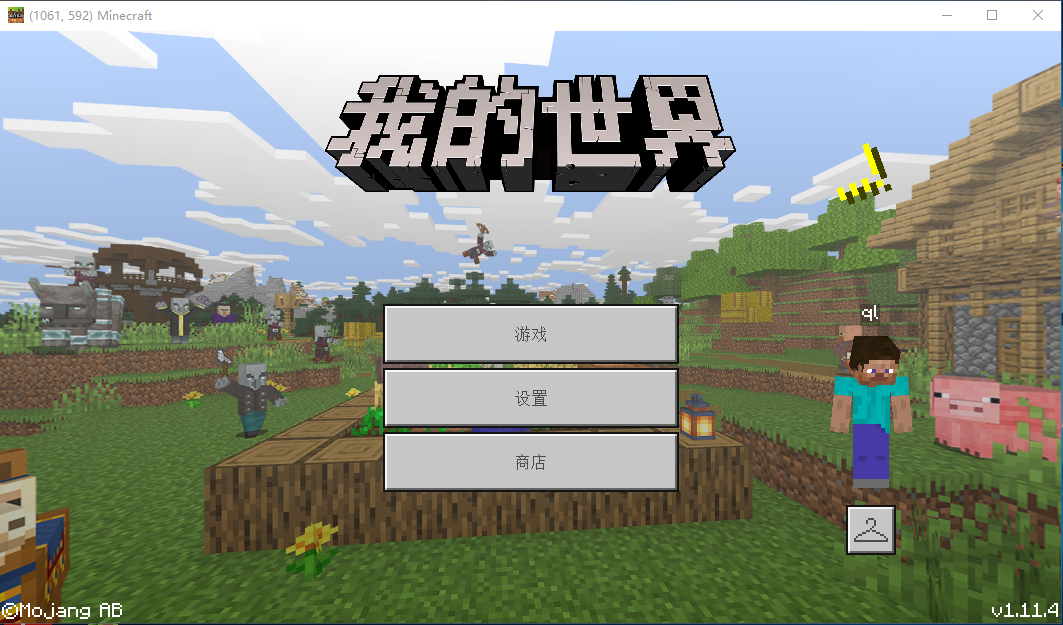 (1061, 592) Minecraft
我的世界
游戏
ql
设置
商店
©Mojang AB
v1.11.4